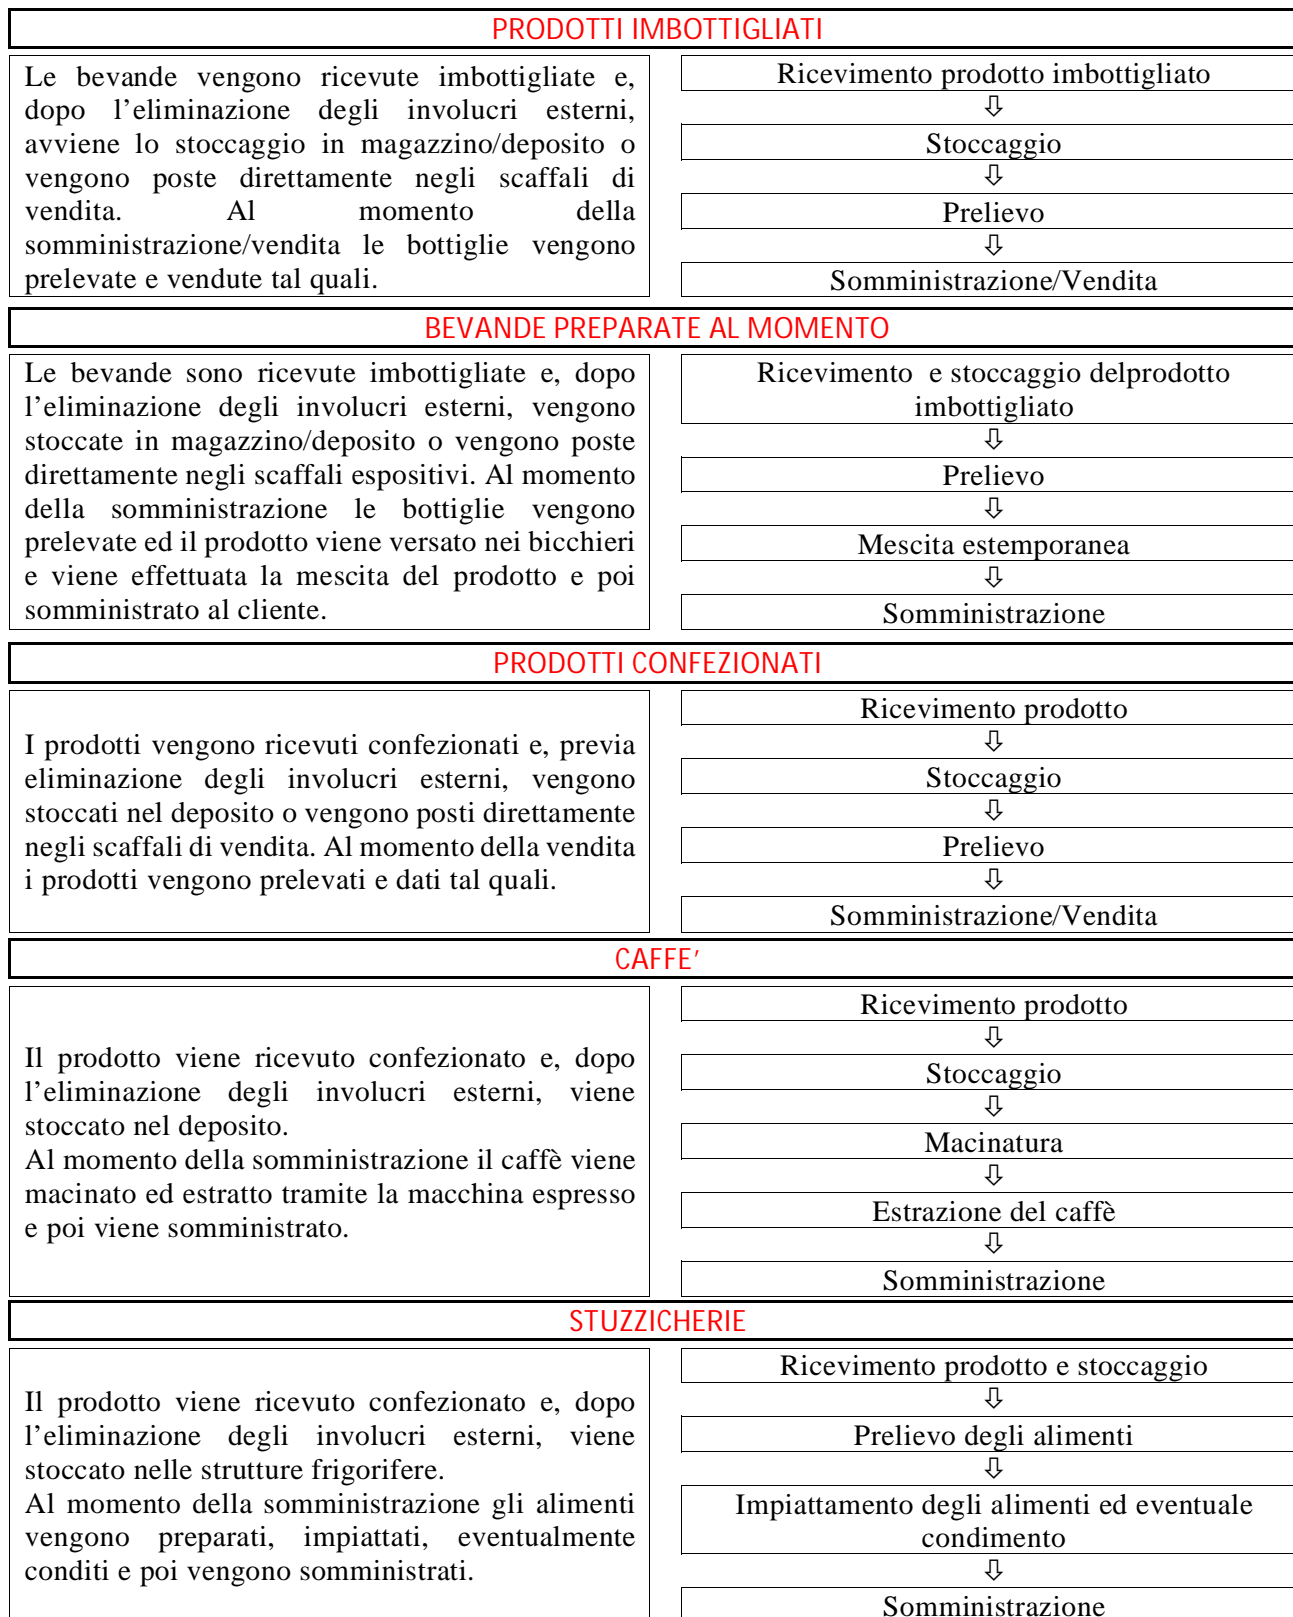 PRODOTTI IMBOTTIGLIATI
Le bevande vengono ricevute imbottigliate e,
dopo l’eliminazione degli involucri esterni,
avviene lo stoccaggio in magazzino/deposito o
vengono poste direttamente negli scaffali di
vendita. Al momento della
somministrazione/vendita le bottiglie vengono
prelevate e vendute tal quali.
Ricevimento prodotto imbottigliato
⇩
Stoccaggio
⇩
Prelievo
⇩
Somministrazione/Vendita
BEVANDE PREPARATE AL MOMENTO
Le bevande sono ricevute imbottigliate e, dopo
l’eliminazione degli involucri esterni, vengono
stoccate in magazzino/deposito o vengono poste
direttamente negli scaffali espositivi. Al momento
della somministrazione le bottiglie vengono
prelevate ed il prodotto viene versato nei bicchieri
e viene effettuata la mescita del prodotto e poi
somministrato al cliente.
Ricevimento e stoccaggio delprodotto
imbottigliato
⇩
Prelievo
⇩
Mescita estemporanea
⇩
Somministrazione
PRODOTTI CONFEZIONATI
I prodotti vengono ricevuti confezionati e, previa
eliminazione degli involucri esterni, vengono
stoccati nel deposito o vengono posti direttamente
negli scaffali di vendita. Al momento della vendita
i prodotti vengono prelevati e dati tal quali.
Ricevimento prodotto
⇩
Stoccaggio
⇩
Prelievo
⇩
Somministrazione/Vendita
CAFFE’
Il prodotto viene ricevuto confezionato e, dopo
l’eliminazione degli involucri esterni, viene
stoccato nel deposito.
Al momento della somministrazione il caffè viene
macinato ed estratto tramite la macchina espresso
e poi viene somministrato.
Ricevimento prodotto
⇩
Stoccaggio
⇩
Macinatura
⇩
Estrazione del caffè
⇩
Somministrazione
STUZZICHERIE
Il prodotto viene ricevuto confezionato e, dopo
l’eliminazione degli involucri esterni, viene
stoccato nelle strutture frigorifere.
Al momento della somministrazione gli alimenti
vengono preparati, impiattati, eventualmente
conditi e poi vengono somministrati.
Ricevimento prodotto e stoccaggio
⇩
Prelievo degli alimenti
⇩
Impiattamento degli alimenti ed eventuale
condimento
⇩
Somministrazione